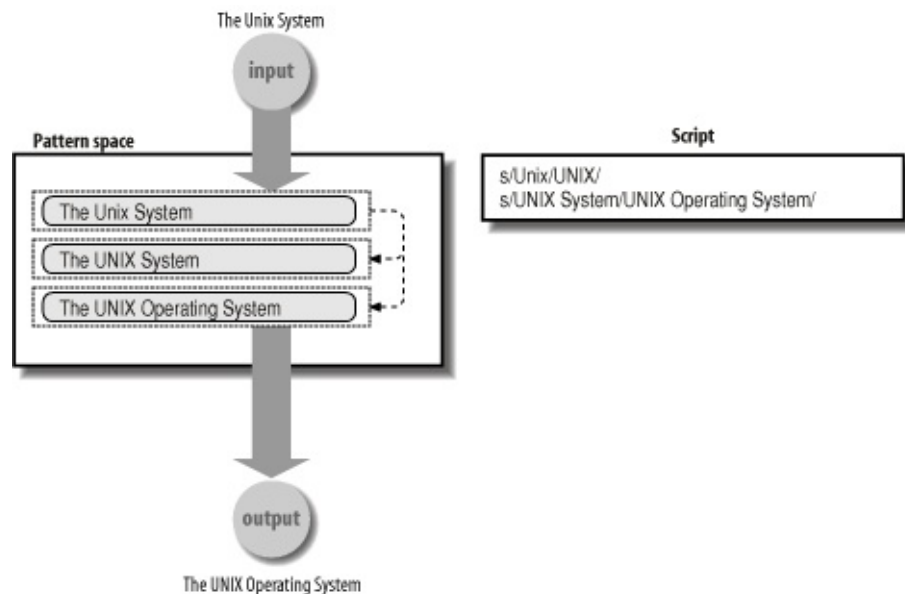 The Unix System
input
Pattern space
The Unix System
The UNIX System
The UNIX Operating System
Script
s/Unix/UNIX/
s/UNIX System/UNIX Operating System/
output
The UNIX Operating System